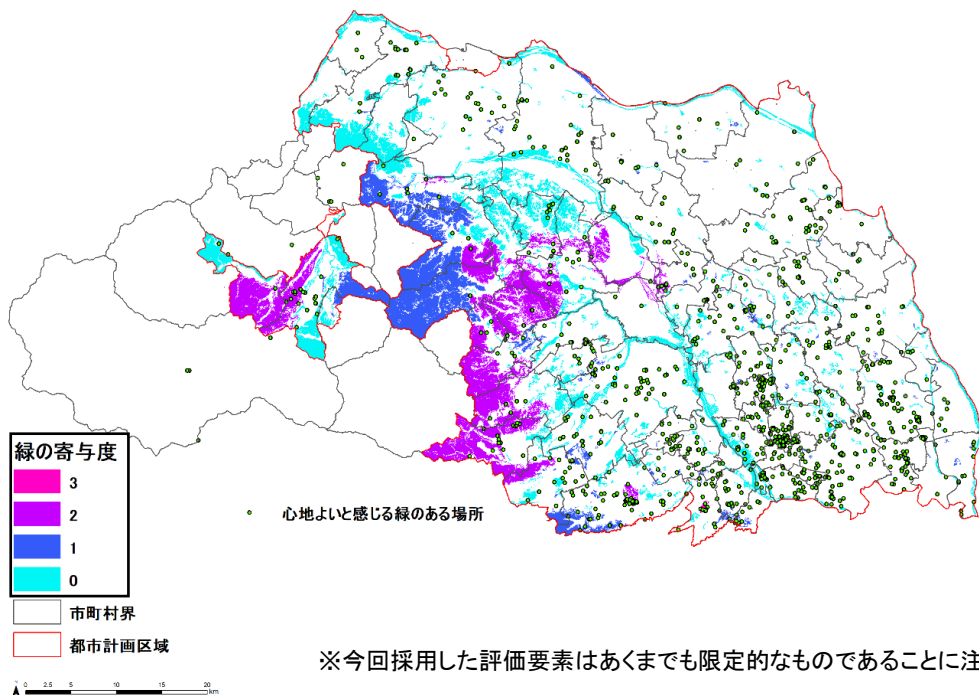 緑の寄与度
3
2
1
0
心地よいと感じる緑のある場所
市町村界
都市計画区域
※今回採用した評価要素はあくまでも限定的なものであることに注
0 2.5 5 10 15 20
km